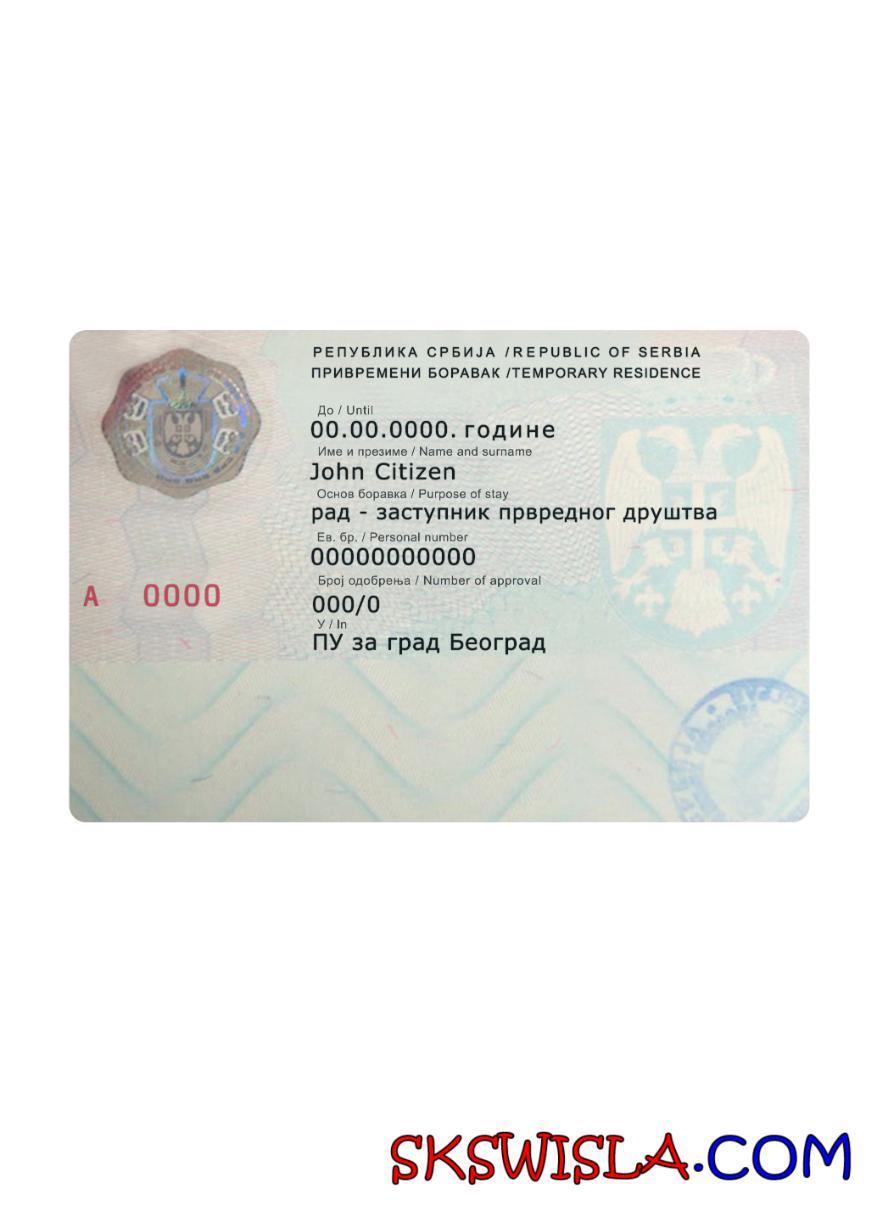 РЕПУБЛИКА СРБИЈА /REPUBLIC OF SERBIA
ПРИВРЕМЕНИ БОРАВАК /TEMPORARY RESIDENCE
До / Until
00.00.0000. године
Име и презиме / Name and surname
John Citizen
Основ боравка / Purpose of stay
рад - заступник првредног друштва
Ев. бр. / Personal number
00000000000
Број одобрења / Number of approval
A 0000
000/0
У / In
ПУ за град Београд
SKSWISLA.COM